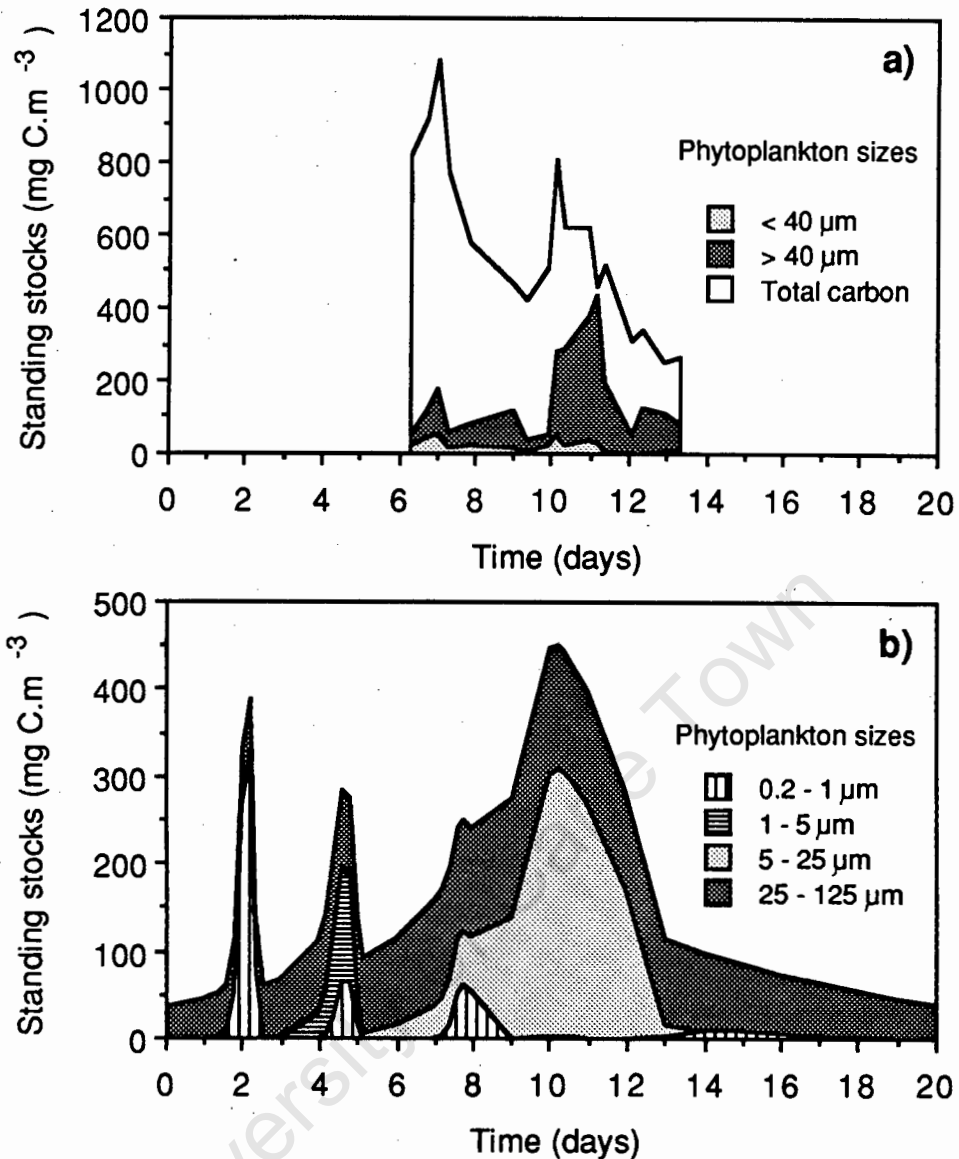 a)
Standing stocks (mg C.m -3 )
1200
1000
800
600
400
200
0
Phytoplankton sizes
< 40 µm
> 40 µm
Total carbon
0 2 4 6 8 10 12 14 16 18 20
Time (days)
b)
Standing stocks (mg C.m -3 )
500
400
300
200
100
0
Phytoplankton sizes
0.2 - 1 µm
1 - 5 µm
5 - 25 µm
25 - 125 µm
0 2 4 6 8 10 12 14 16 18 20
Time (days)
Town